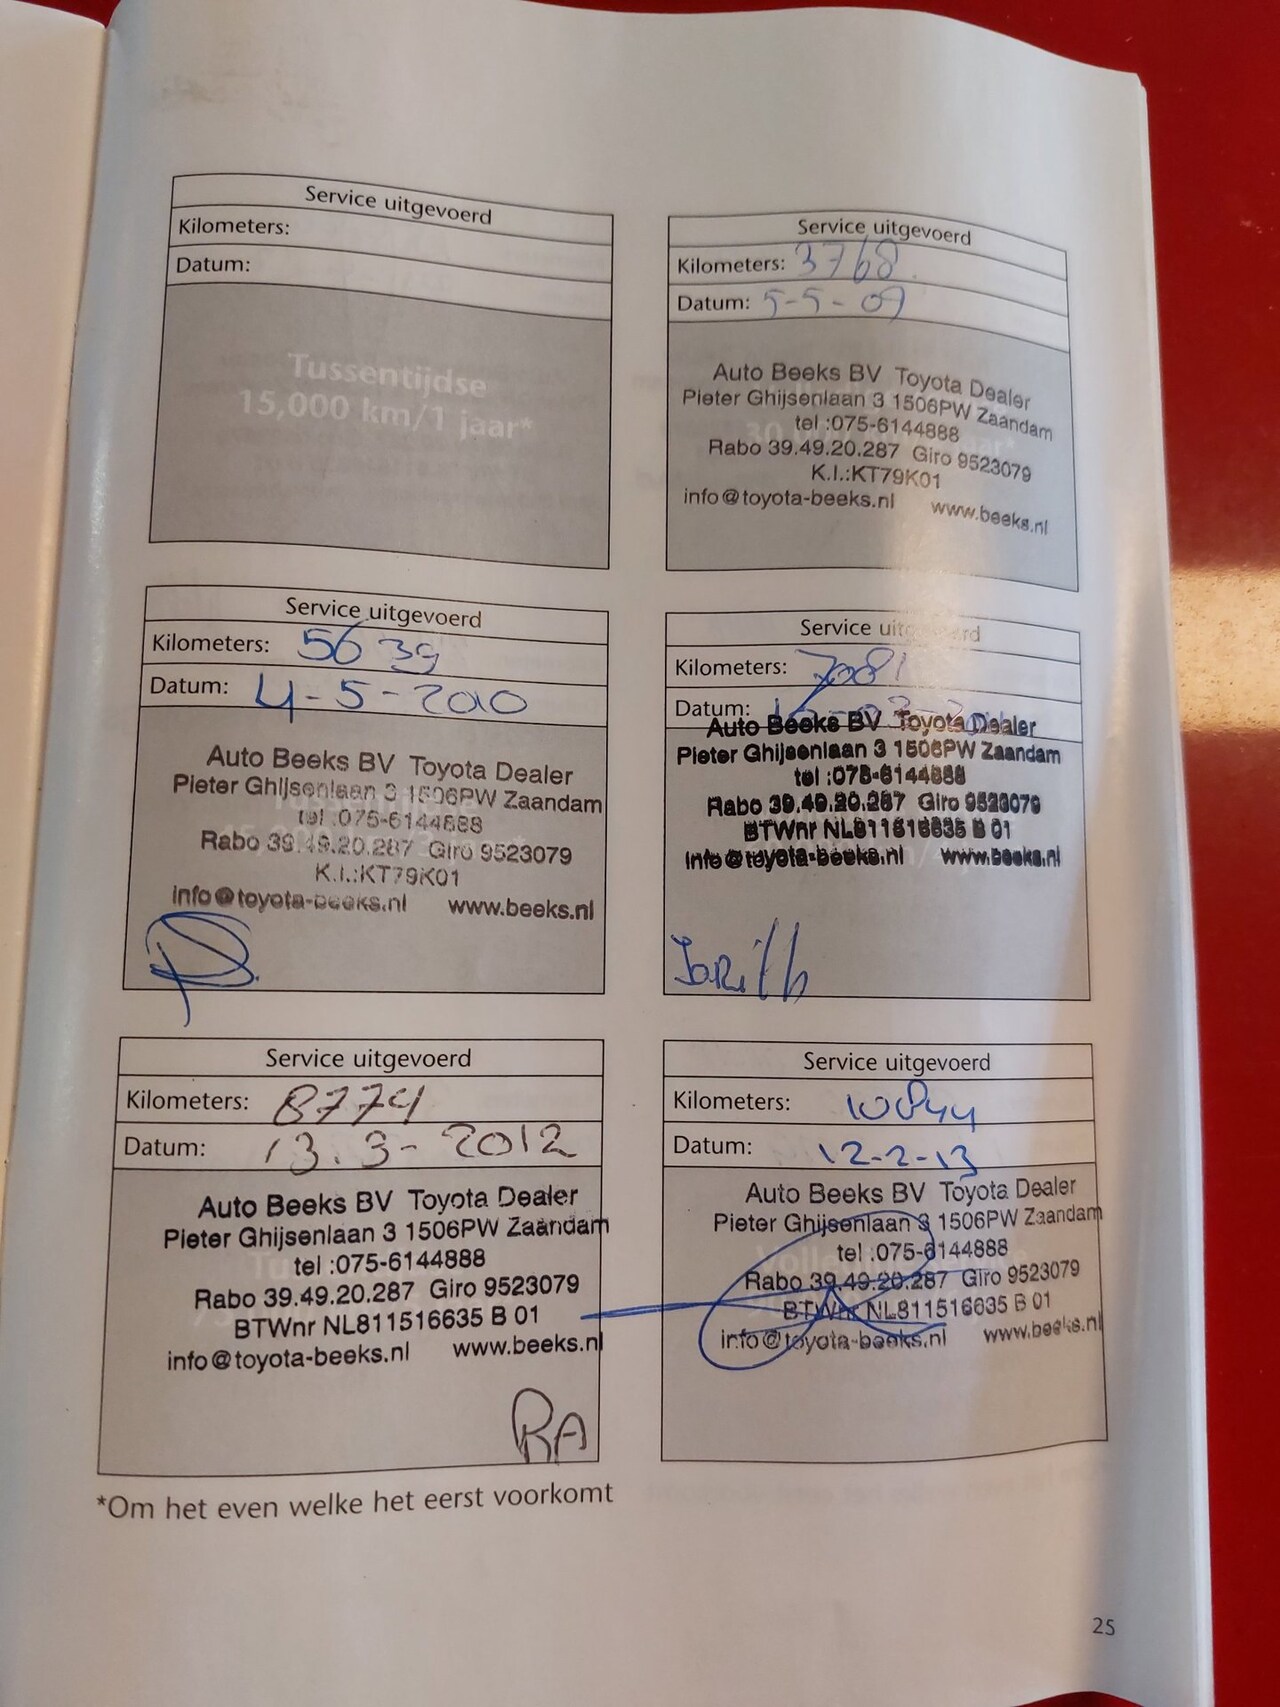 Service uitgevoerd
Kilometers:
Datum:
Tussentijdse
15,000 km/1 jaar*
Service uitgevoerd
Kilometers: 3768
Datum: 5-5-09
Auto Beeks BV Toyota Dealer
Pieter Ghijsenlaan 3 1506PW Zaandam
tel :075-6144888
Rabo 39.49.20.287 Giro 9523079
K.I.:KT79K01
info@toyota-beeks.nl www.beeks.nl
Service uitgevoerd
Kilometers: 5639
Datum: 4-5-2010
Auto Beeks BV Toyota Dealer
Pieter Ghijsenlaan 3 1506PW Zaandam
tel :075-6144888
Rabo 39.49.20.287 Giro 9523079
K.I.:KT79K01
info@toyota-beeks.nl www.beeks.nl
Service uitgevoerd
Kilometers: 7081
Datum:
Auto Beeks BV Toyota Dealer
Pieter Ghijsenlaan 3 1506PW Zaandam
tel :075-6144888
Rabo 39.49.20.287 Giro 9523079
BTWnr NL811516635 B 01
info@toyota-beeks.nl www.beeks.nl
Service uitgevoerd
Kilometers: 8774
Datum: 13.3-2012
Auto Beeks BV Toyota Dealer
Pieter Ghijsenlaan 3 1506PW Zaandam
tel :075-6144888
Rabo 39.49.20.287 Giro 9523079
BTWnr NL811516635 B 01
info@toyota-beeks.nl www.beeks.nl
RA
Service uitgevoerd
Kilometers: 10844
Datum: 12-2-13
Auto Beeks BV Toyota Dealer
Pieter Ghijsenlaan 3 1506PW Zaandam
tel :075-6144888
Rabo 39.49.20.287 Giro 9523079
BTWnr NL811516635 B 01
info@toyota-beeks.nl www.beeks.nl
*Om het even welke het eerst voorkomt
25